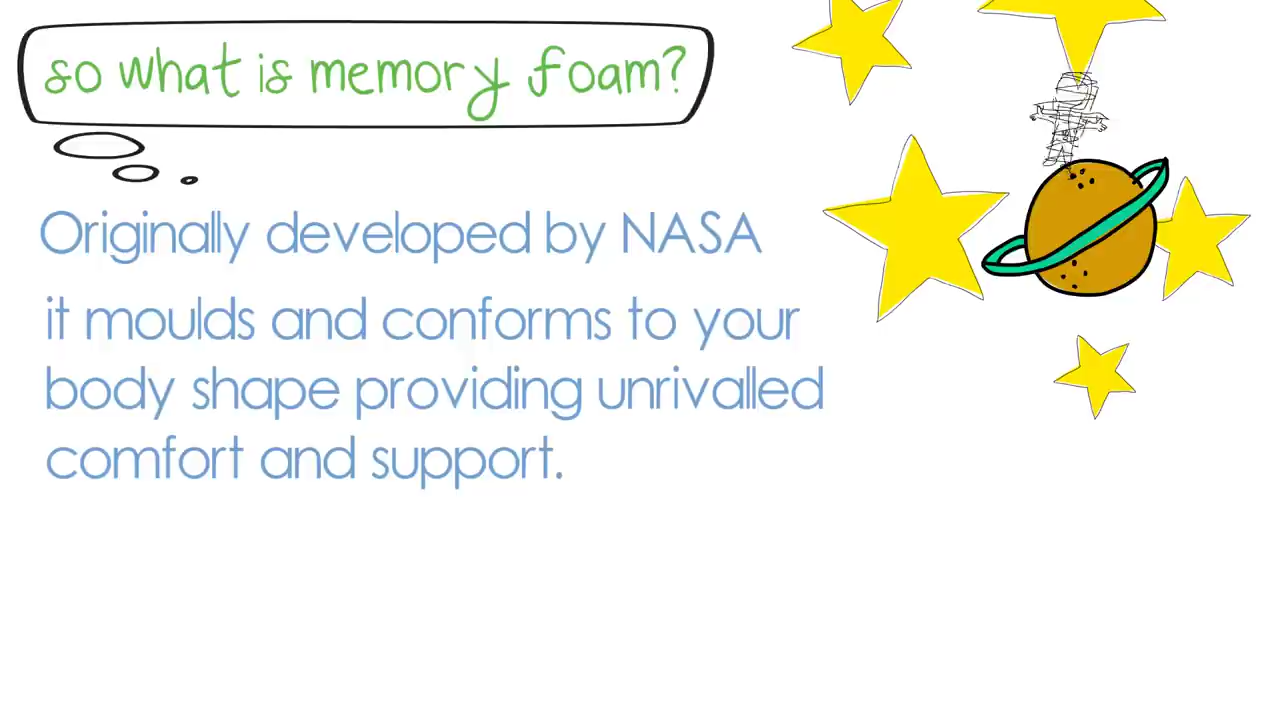 so what is memory foam?
Originally developed by NASA
it moulds and conforms to your
body shape providing unrivalled
comfort and support.